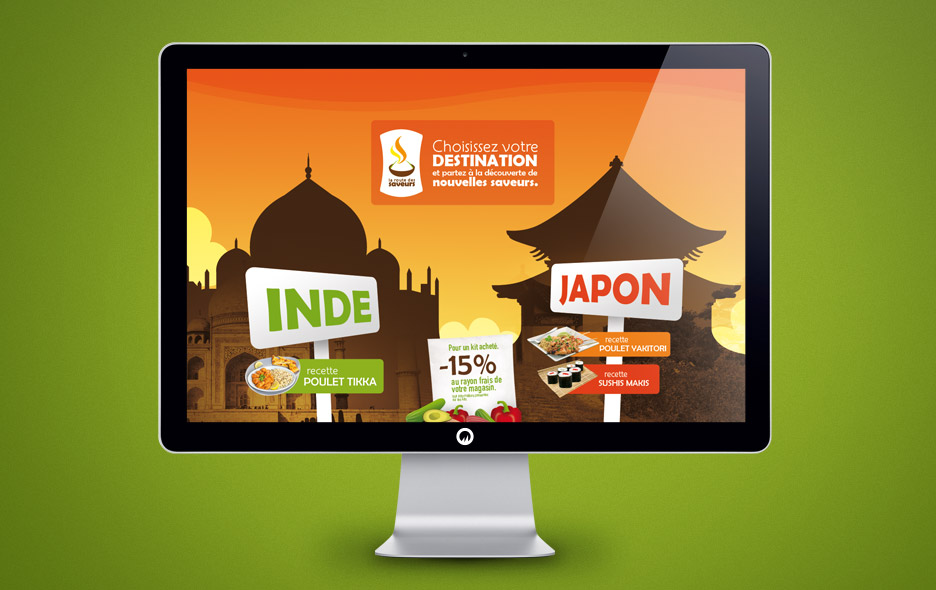 la route des
saveurs
Choisissez votre
DESTINATION
et partez à la découverte de
nouvelles saveurs.
INDE
recette
POULET TIKKA
Pour un kit acheté,
-15%
au rayon frais de
votre magasin.
JAPON
recette
POULET YAKITORI
recette
SUSHIS MAKIS